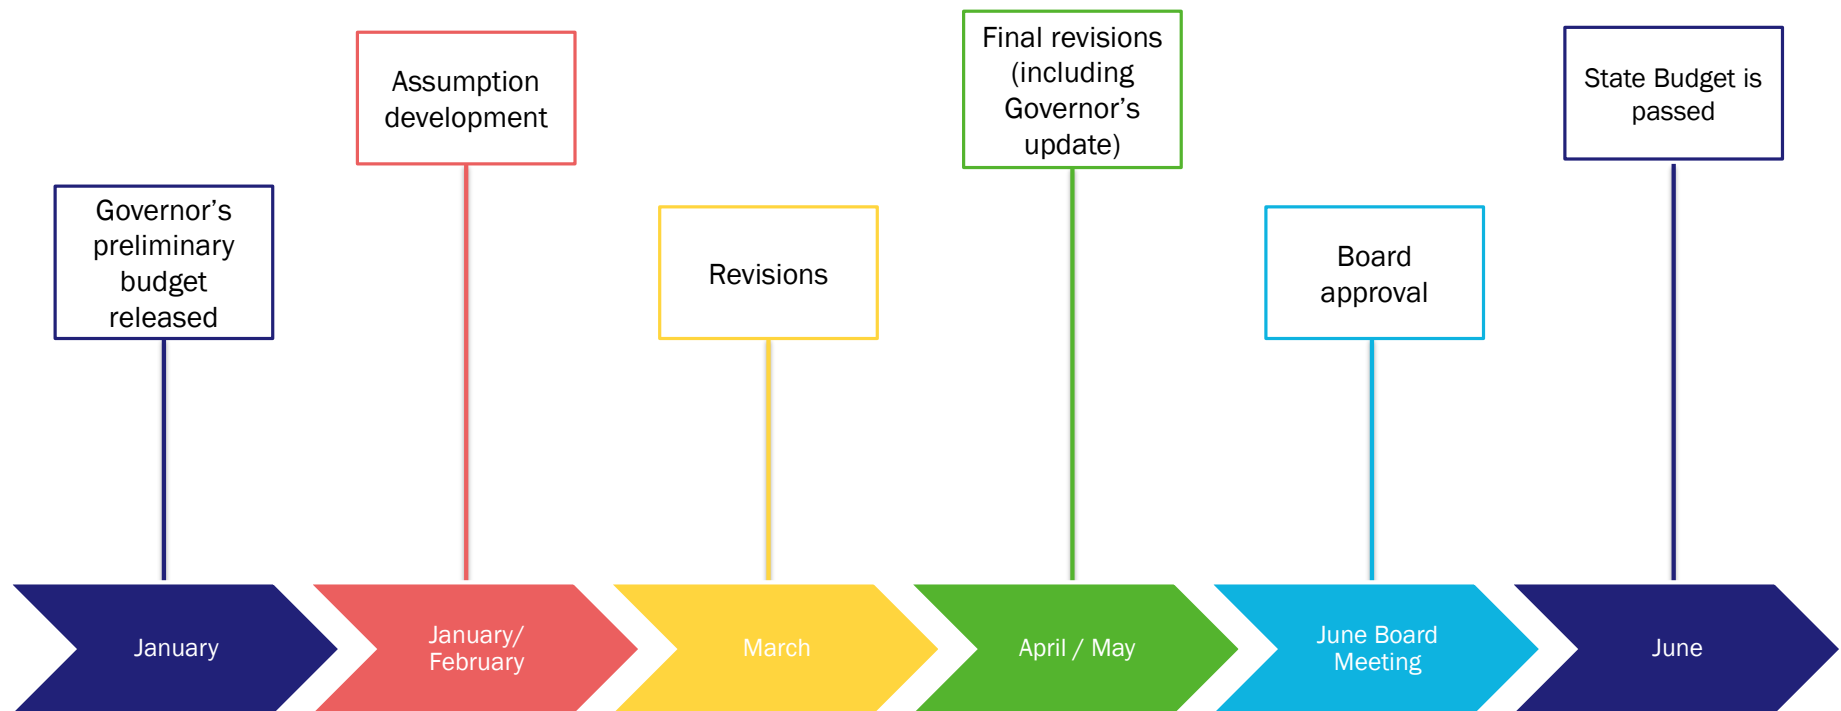 Governor’s
preliminary
budget
released
Assumption
development
Revisions
Final revisions
(including
Governor’s
update)
Board
approval
State Budget is
passed
January
January/
February
March
April / May
June Board
Meeting
June